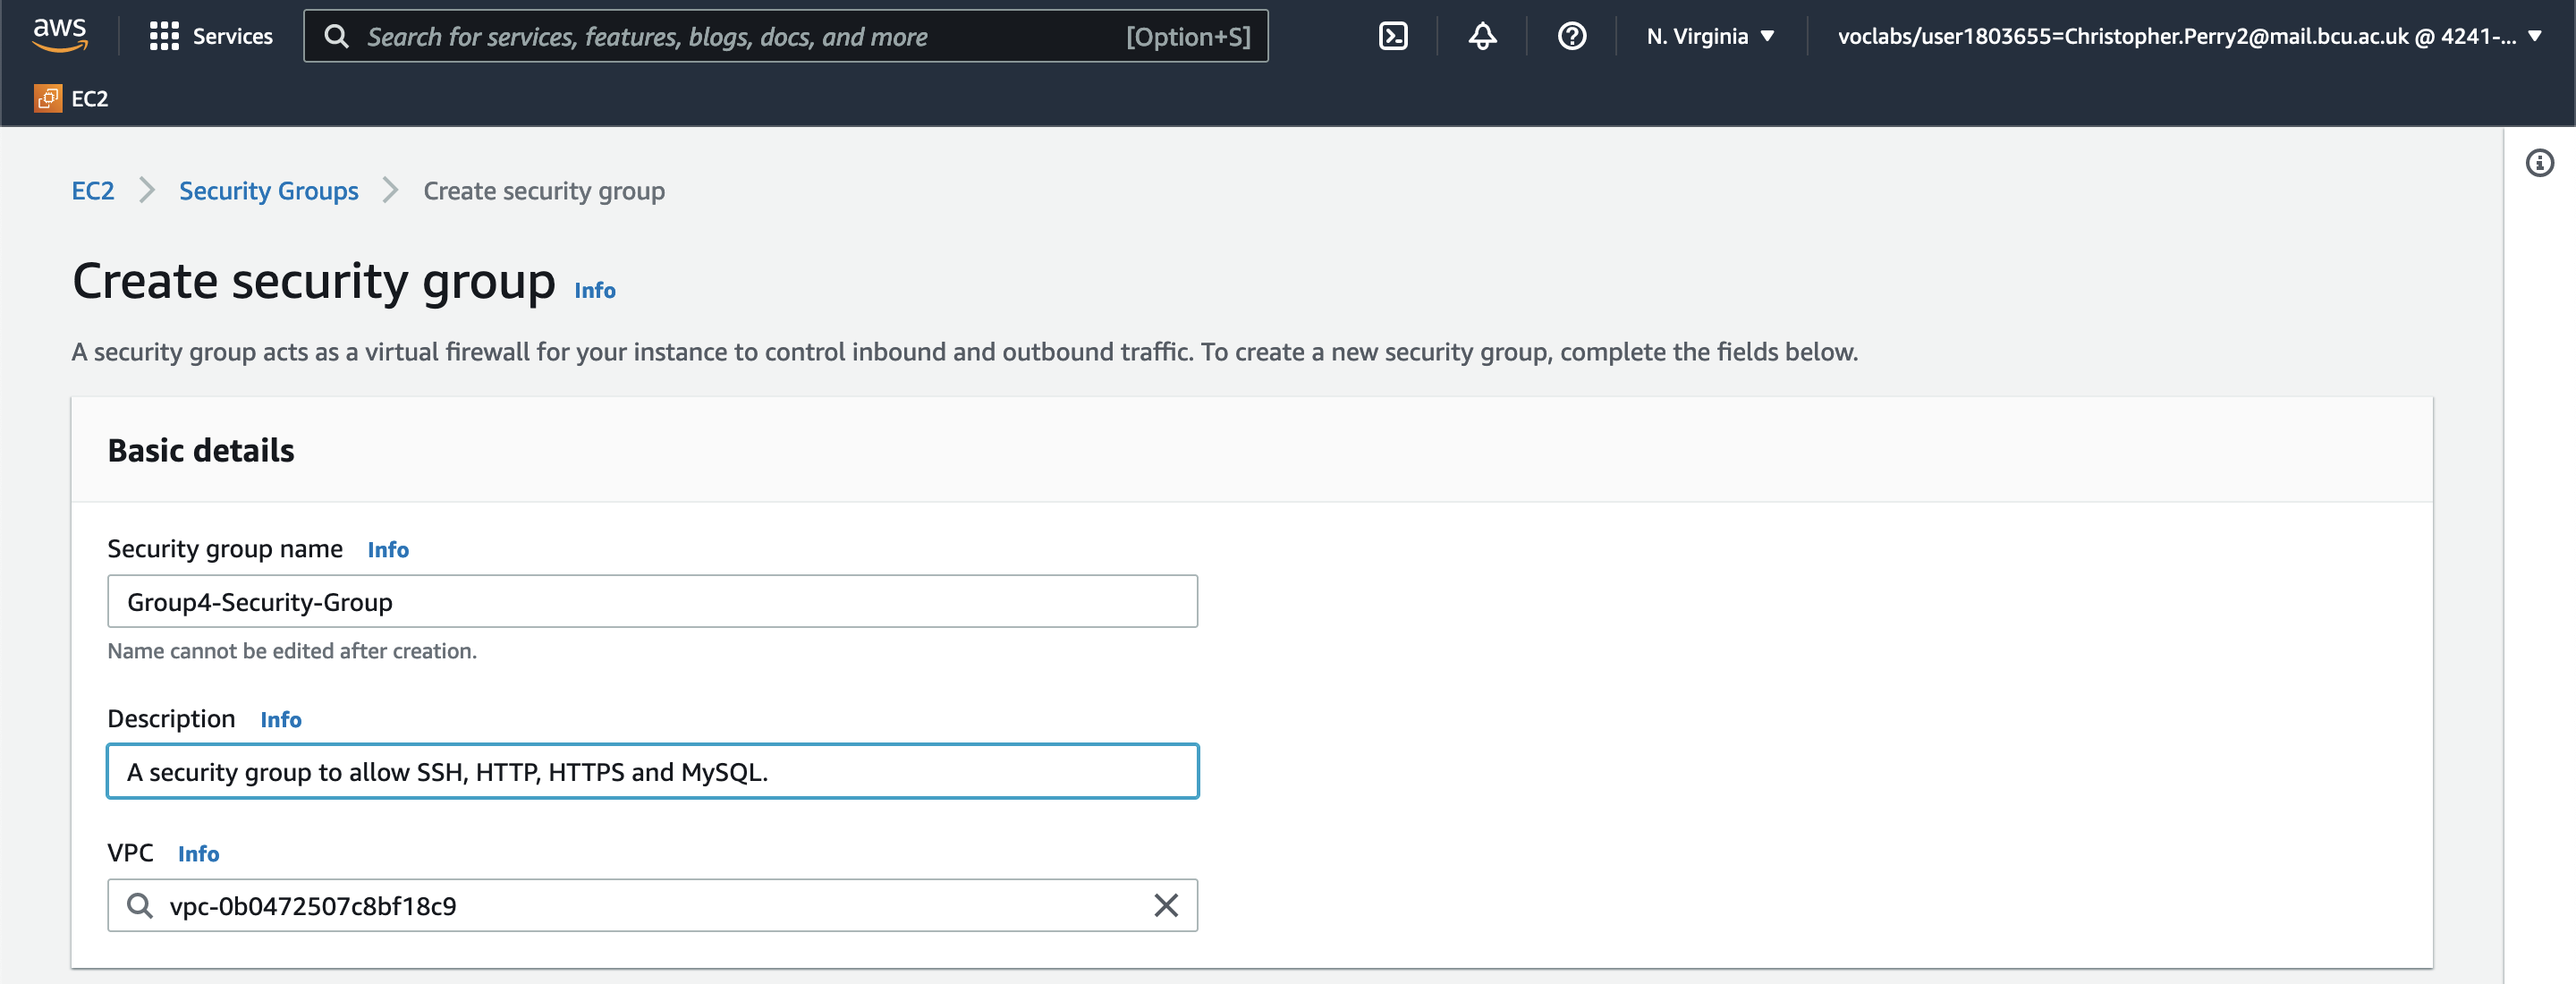 aws
Services
Search for services, features, blogs, docs, and more
[Option+S]
N. Virginia
voclabs/user1803655=Christopher.Perry2@mail.bcu.ac.uk @ 4241-...
EC2
EC2 > Security Groups > Create security group
Create security group Info
A security group acts as a virtual firewall for your instance to control inbound and outbound traffic. To create a new security group, complete the fields below.
Basic details
Security group name Info
Group4-Security-Group
Name cannot be edited after creation.
Description Info
A security group to allow SSH, HTTP, HTTPS and MySQL.
VPC Info
vpc-0b0472507c8bf18c9